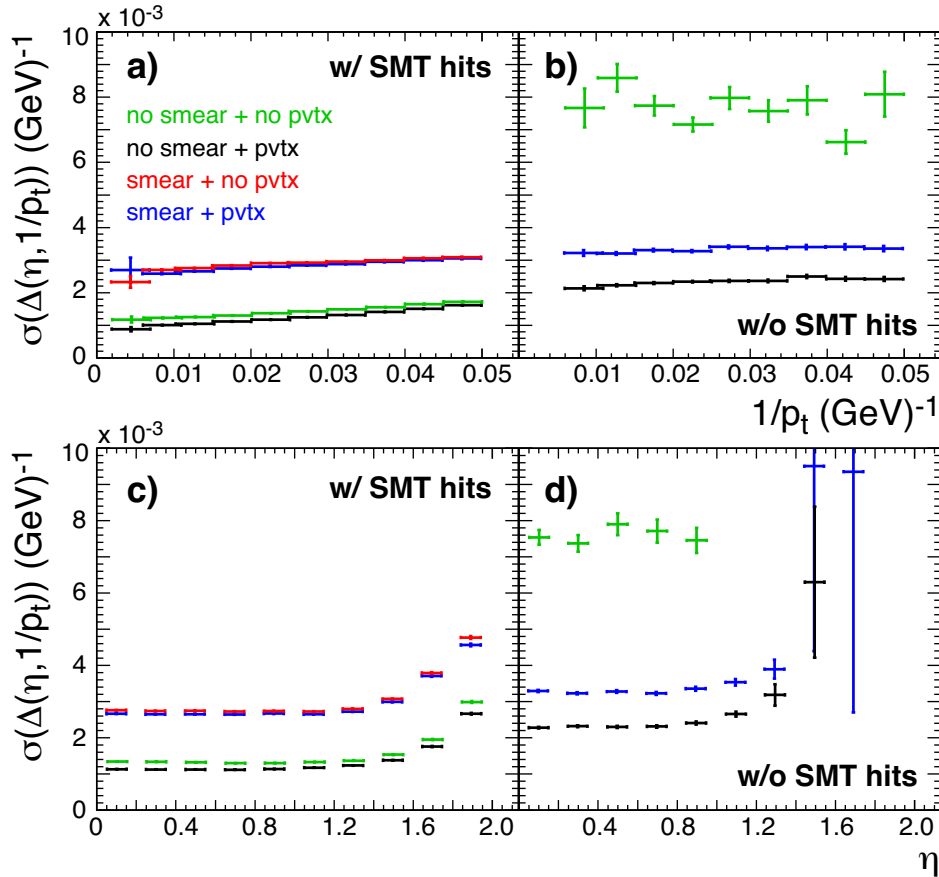 x 10-3
σ(Δ(η,1/pt)) (GeV)-1
10
8
6
4
2
0
a)
w/ SMT hits
no smear + no pvtx
no smear + pvtx
smear + no pvtx
smear + pvtx
b)
w/o SMT hits
0 0.01 0.02 0.03 0.04 0.05
0.01 0.02 0.03 0.04 0.05
1/pt (GeV)-1
x 10-3
σ(Δ(η,1/pt)) (GeV)-1
10
8
6
4
2
0
c)
w/ SMT hits
d)
w/o SMT hits
0 0.4 0.8 1.2 1.6 2.0
0.4 0.8 1.2 1.6 2.0
η